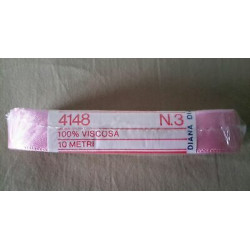 4148 N.3
100% VISCOSA
10 METRI
DIANA